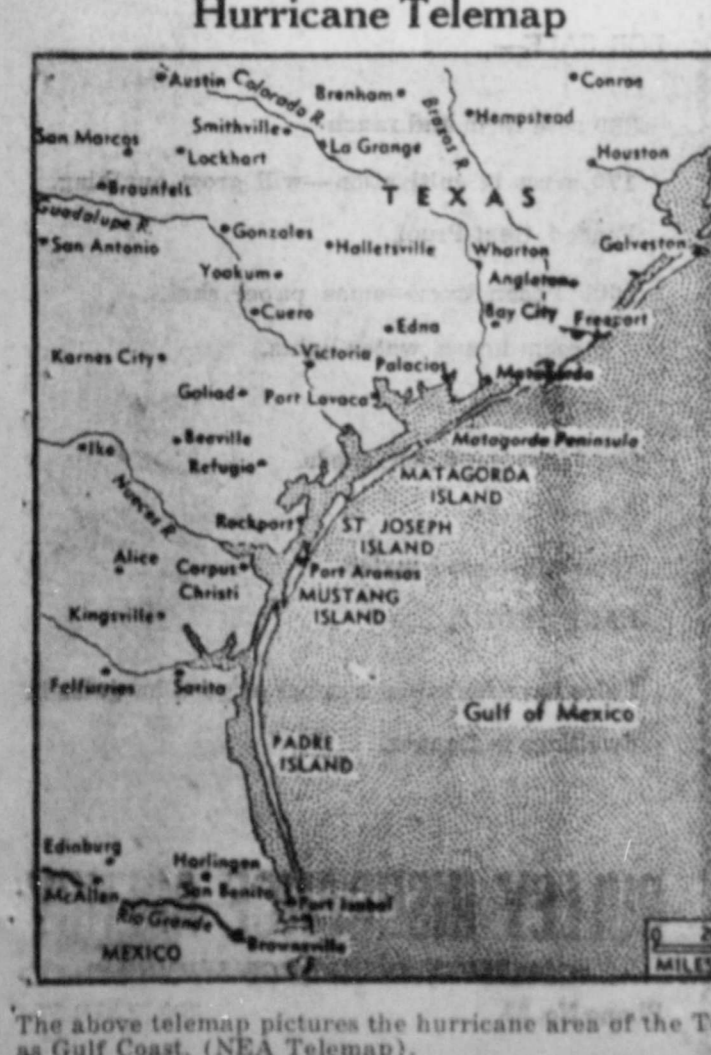 Hurricane Telemap
Austin
Colorado R.
Brenham
Brazos R.
Conroe
Hempstead
San Marcos
Smithville
Lockhart
La Grange
Houston
Braunfels
TEXAS
Guadalupe R.
Gonzales
San Antonio
Halletsville
Wharton
Galveston
Yoakum
Angleton
Cuero
Bay City
Freeport
Edna
Karnes City
Victoria
Palacios
Matagorda
Goliad
Port Lavaca
Beeville
Matagorda Peninsula
Ike
Refugio
MATAGORDA
ISLAND
Nueces R.
Rockport
ST. JOSEPH
ISLAND
Alice
Corpus
Christi
Port Aransas
MUSTANG
ISLAND
Kingsville
Felfurrias
Sarita
Gulf of Mexico
PADRE
ISLAND
Edinburg
Harlingen
McAllen
San Benito
Port Isabel
Rio Grande
Brownsville
MEXICO
0 2
MILES
The above telemap pictures the hurricane area of the T
as Gulf Coast. (NEA Telemap).